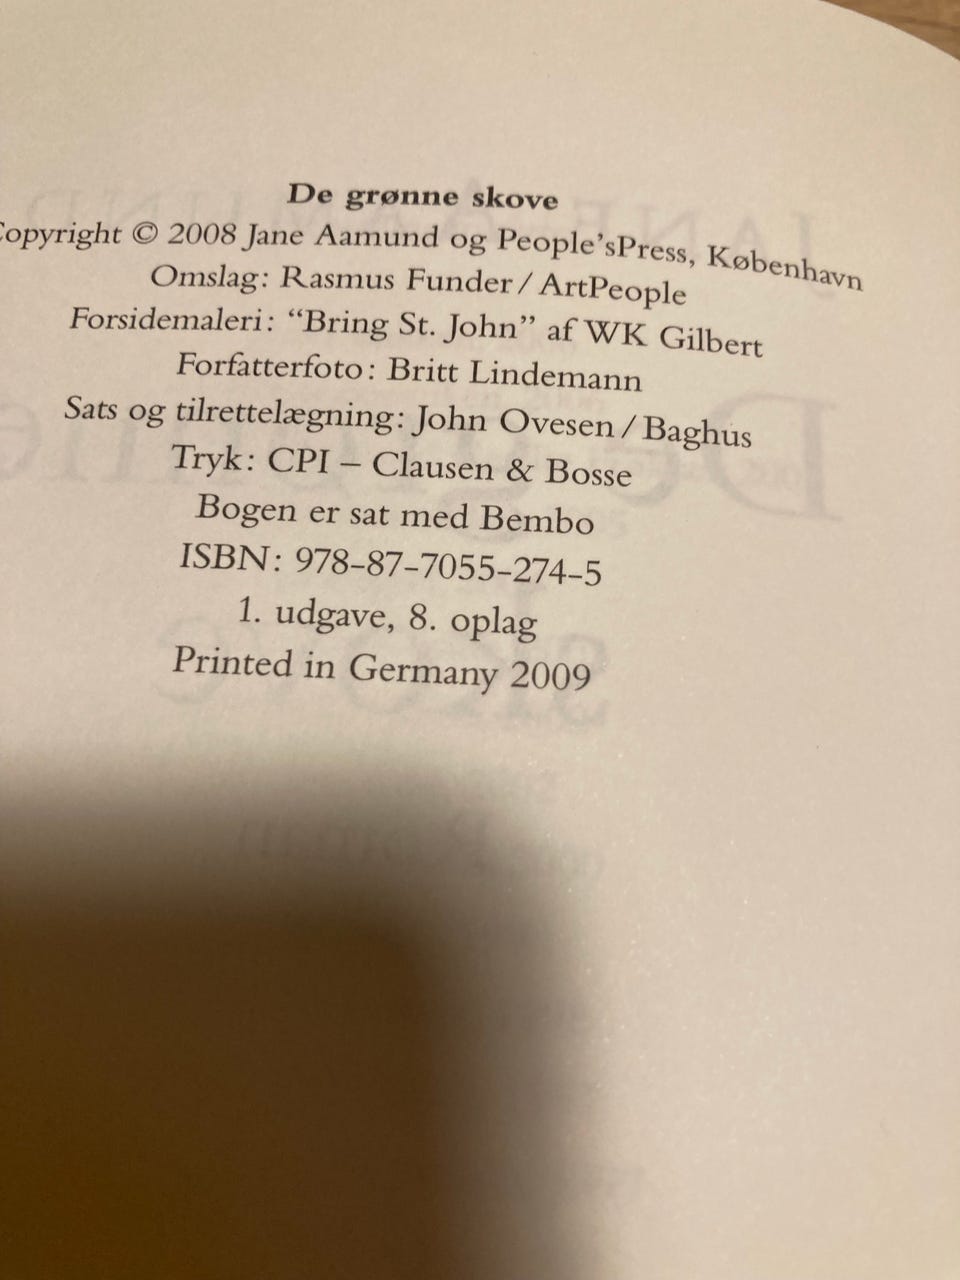 De grønne skove
Copyright © 2008 Jane Aamund og People'sPress, København
Omslag: Rasmus Funder / ArtPeople
Forsidemaleri: “Bring St. John” af WK Gilbert
Forfatterfoto: Britt Lindemann
Sats og tilrettelægning: John Ovesen / Baghus
Tryk: CPI – Clausen & Bosse
Bogen er sat med Bembo
ISBN: 978-87-7055-274-5
1. udgave, 8. oplag
Printed in Germany 2009